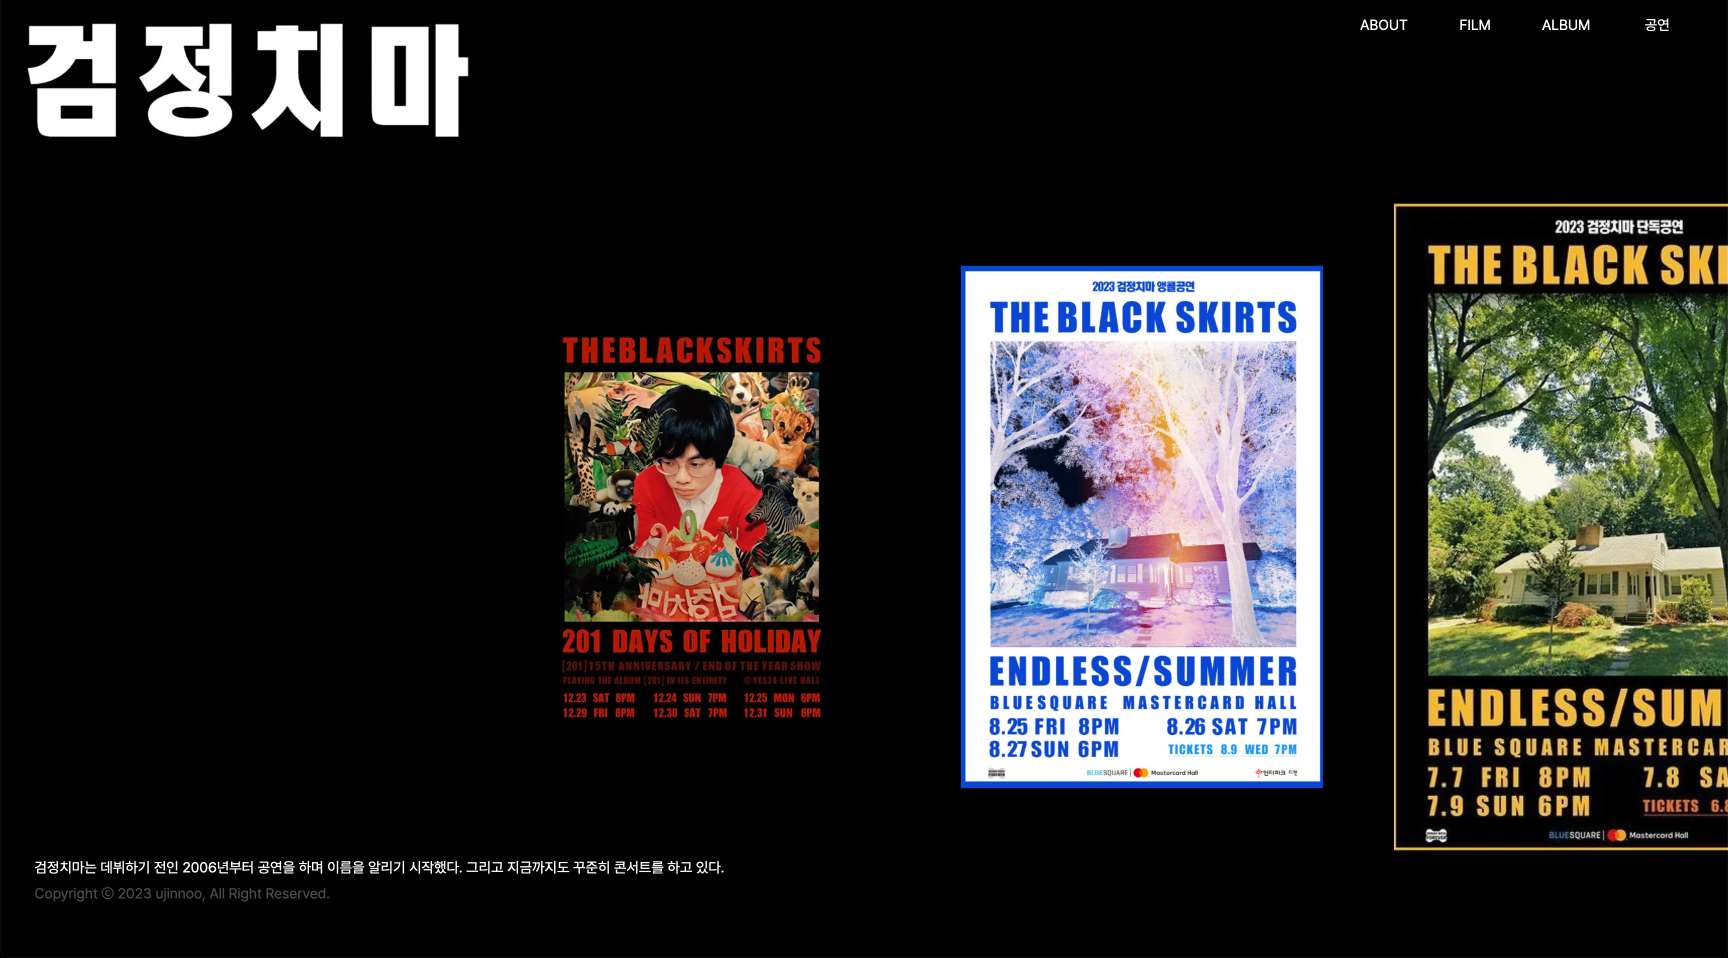 검정치마
ABOUT
FILM
ALBUM
공연
THEBLACKSKIRTS
201 DAYS OF HOLIDAY
[201] 15TH ANNIVERSARY / END OF THE YEAR SHOW
PLAYING THE ALBUM [201] IN ITS ENTIRETY @YES24 LIVE HALL
12.23 SAT 8PM 12.24 SUN 7PM 12.25 MON 6PM
12.29 FRI 8PM 12.30 SAT 7PM 12.31 SUN 6PM
2023 검정치마 앵콜공연
THE BLACK SKIRTS
ENDLESS/SUMMER
BLUESQUARE MASTERCARD HALL
8.25 FRI 8PM 8.26 SAT 7PM
8.27 SUN 6PM TICKETS 8.9 WED 7PM
BLUESQUARE | Mastercard Hall 인터파크 티켓
2023 검정치마 단독공연
THE BLACK SKI
ENDLESS/SUM
BLUE SQUARE MASTERCAR
7.7 FRI 8PM 7.8 SA
7.9 SUN 6PM TICKETS 6.
BLUESQUARE | Mastercard Hall
검정치마는 데뷔하기 전인 2006년부터 공연을 하며 이름을 알리기 시작했다. 그리고 지금까지도 꾸준히 콘서트를 하고 있다.
Copyright © 2023 ujinnoo, All Right Reserved.